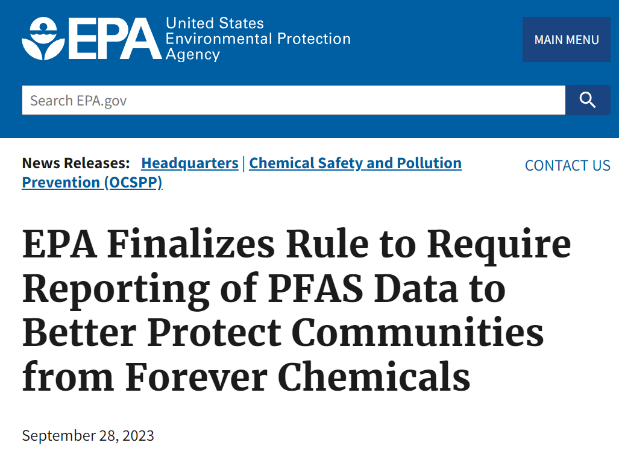 EPA
United States
Environmental Protection
Agency
MAIN MENU
Search EPA.gov
News Releases: Headquarters | Chemical Safety and Pollution
Prevention (OCSPP)
CONTACT US
EPA Finalizes Rule to Require
Reporting of PFAS Data to
Better Protect Communities
from Forever Chemicals
September 28, 2023